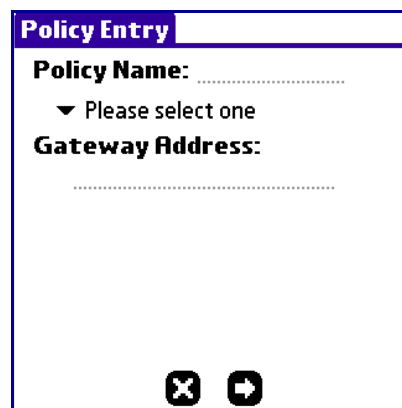 Policy Entry
Policy Name:
Please select one
Gateway Address: